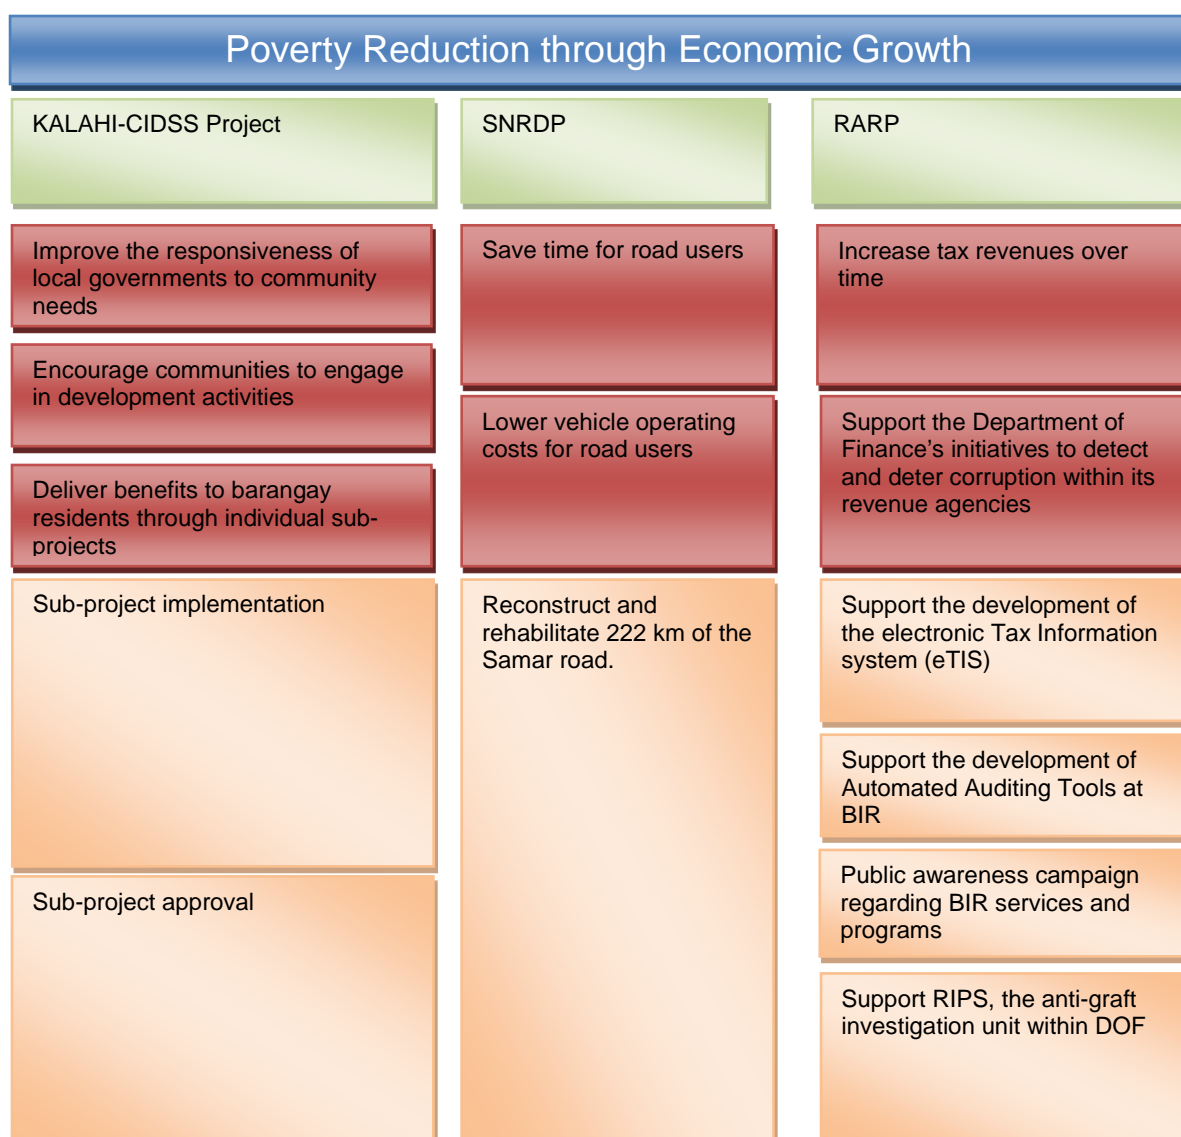 Poverty Reduction through Economic Growth
KALAHI-CIDSS Project
SNRDP
RARP
Improve the responsiveness of
local governments to community
needs
Encourage communities to engage
in development activities
Deliver benefits to barangay
residents through individual sub-
projects
Save time for road users
Lower vehicle operating
costs for road users
Increase tax revenues over
time
Support the Department of
Finance’s initiatives to detect
and deter corruption within its
revenue agencies
Sub-project implementation
Sub-project approval
Reconstruct and
rehabilitate 222 km of the
Samar road.
Support the development of
the electronic Tax Information
system (eTIS)
Support the development of
Automated Auditing Tools at
BIR
Public awareness campaign
regarding BIR services and
programs
Support RIPS, the anti-graft
investigation unit within DOF